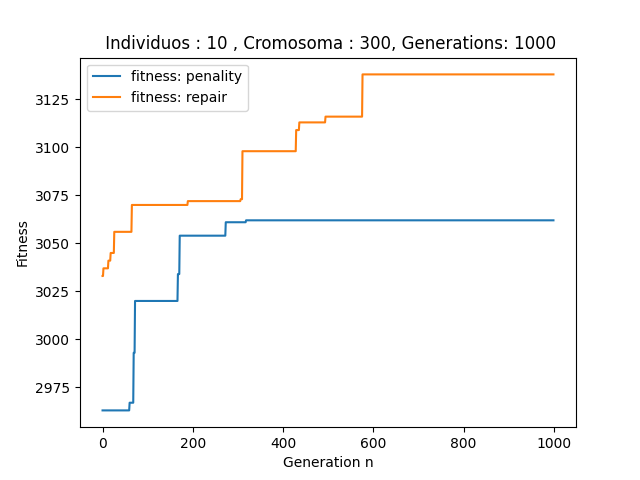 Individuos : 10 , Cromosoma : 300, Generations: 1000
fitness: penality
fitness: repair
3125
3100
3075
3050
3025
3000
2975
Fitness
0 200 400 600 800 1000
Generation n